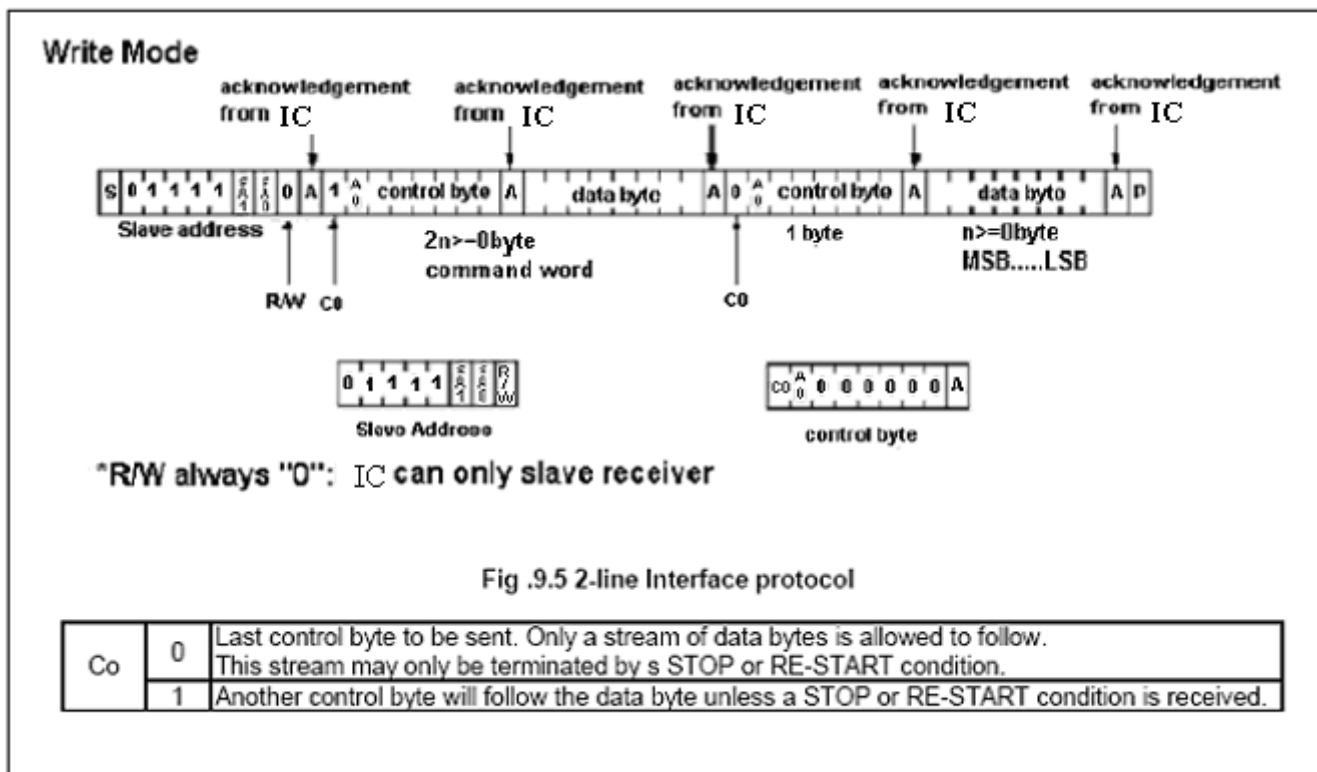 Write Mode
acknowledgement from IC
acknowledgement from IC
acknowledgement from IC
acknowledgement from IC
acknowledgement from IC
S 0 1 1 1 1 SA1 SA0 0 A 1 A0 control byte A data byte A 0 A0 control byte A data byte A P
Slave address
2n>=0byte
command word
1 byte
n>=0byte
MSB.....LSB
R/W C0
C0
0 1 1 1 1 SA1 SA0 R/W
Slave Address
co A0 0 0 0 0 0 0 A
control byte
*R/W always "0": IC can only slave receiver
Fig .9.5 2-line Interface protocol
Co
0 Last control byte to be sent. Only a stream of data bytes is allowed to follow.
This stream may only be terminated by s STOP or RE-START condition.
1 Another control byte will follow the data byte unless a STOP or RE-START condition is received.